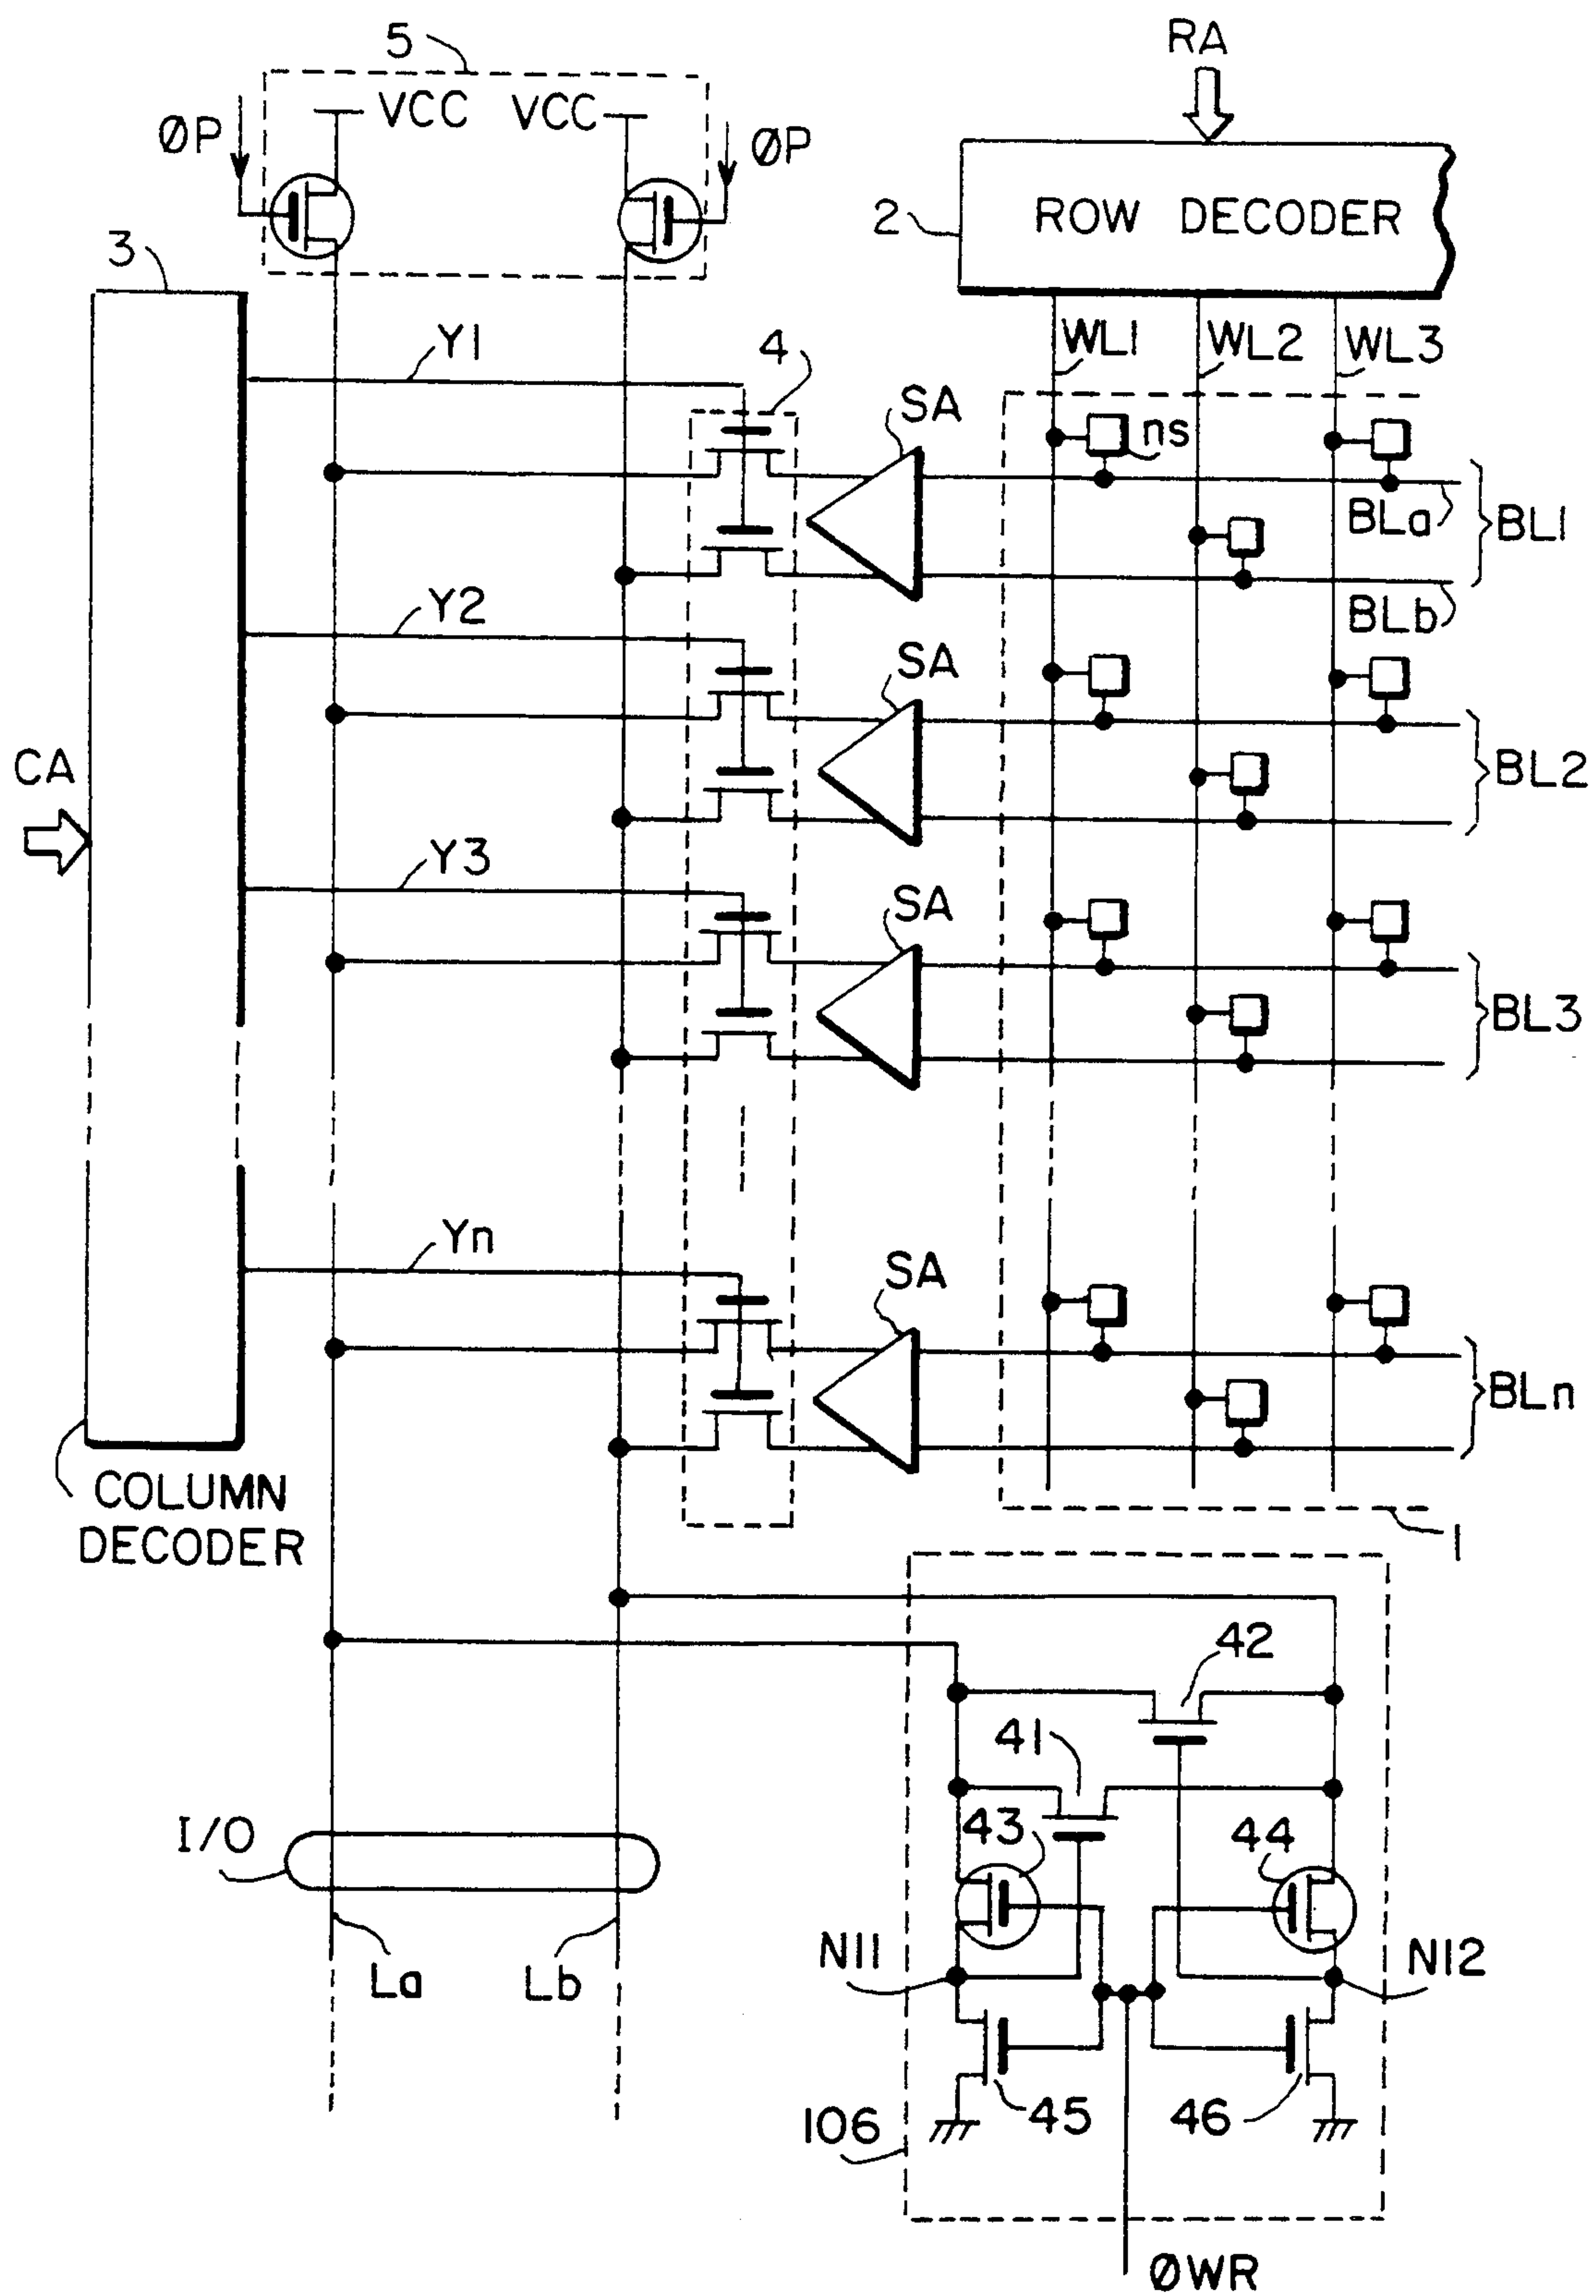 5
RA
VCC
VCC
ØP
ØP
2
ROW DECODER
3
Y1
4
SA
WL1
WL2
WL3
ns
BLa
BL1
BLb
Y2
SA
CA
BL2
Y3
SA
BL3
Yn
SA
BLn
COLUMN
DECODER
1
42
41
I/O
43
44
N11
N12
La
Lb
45
46
106
ØWR